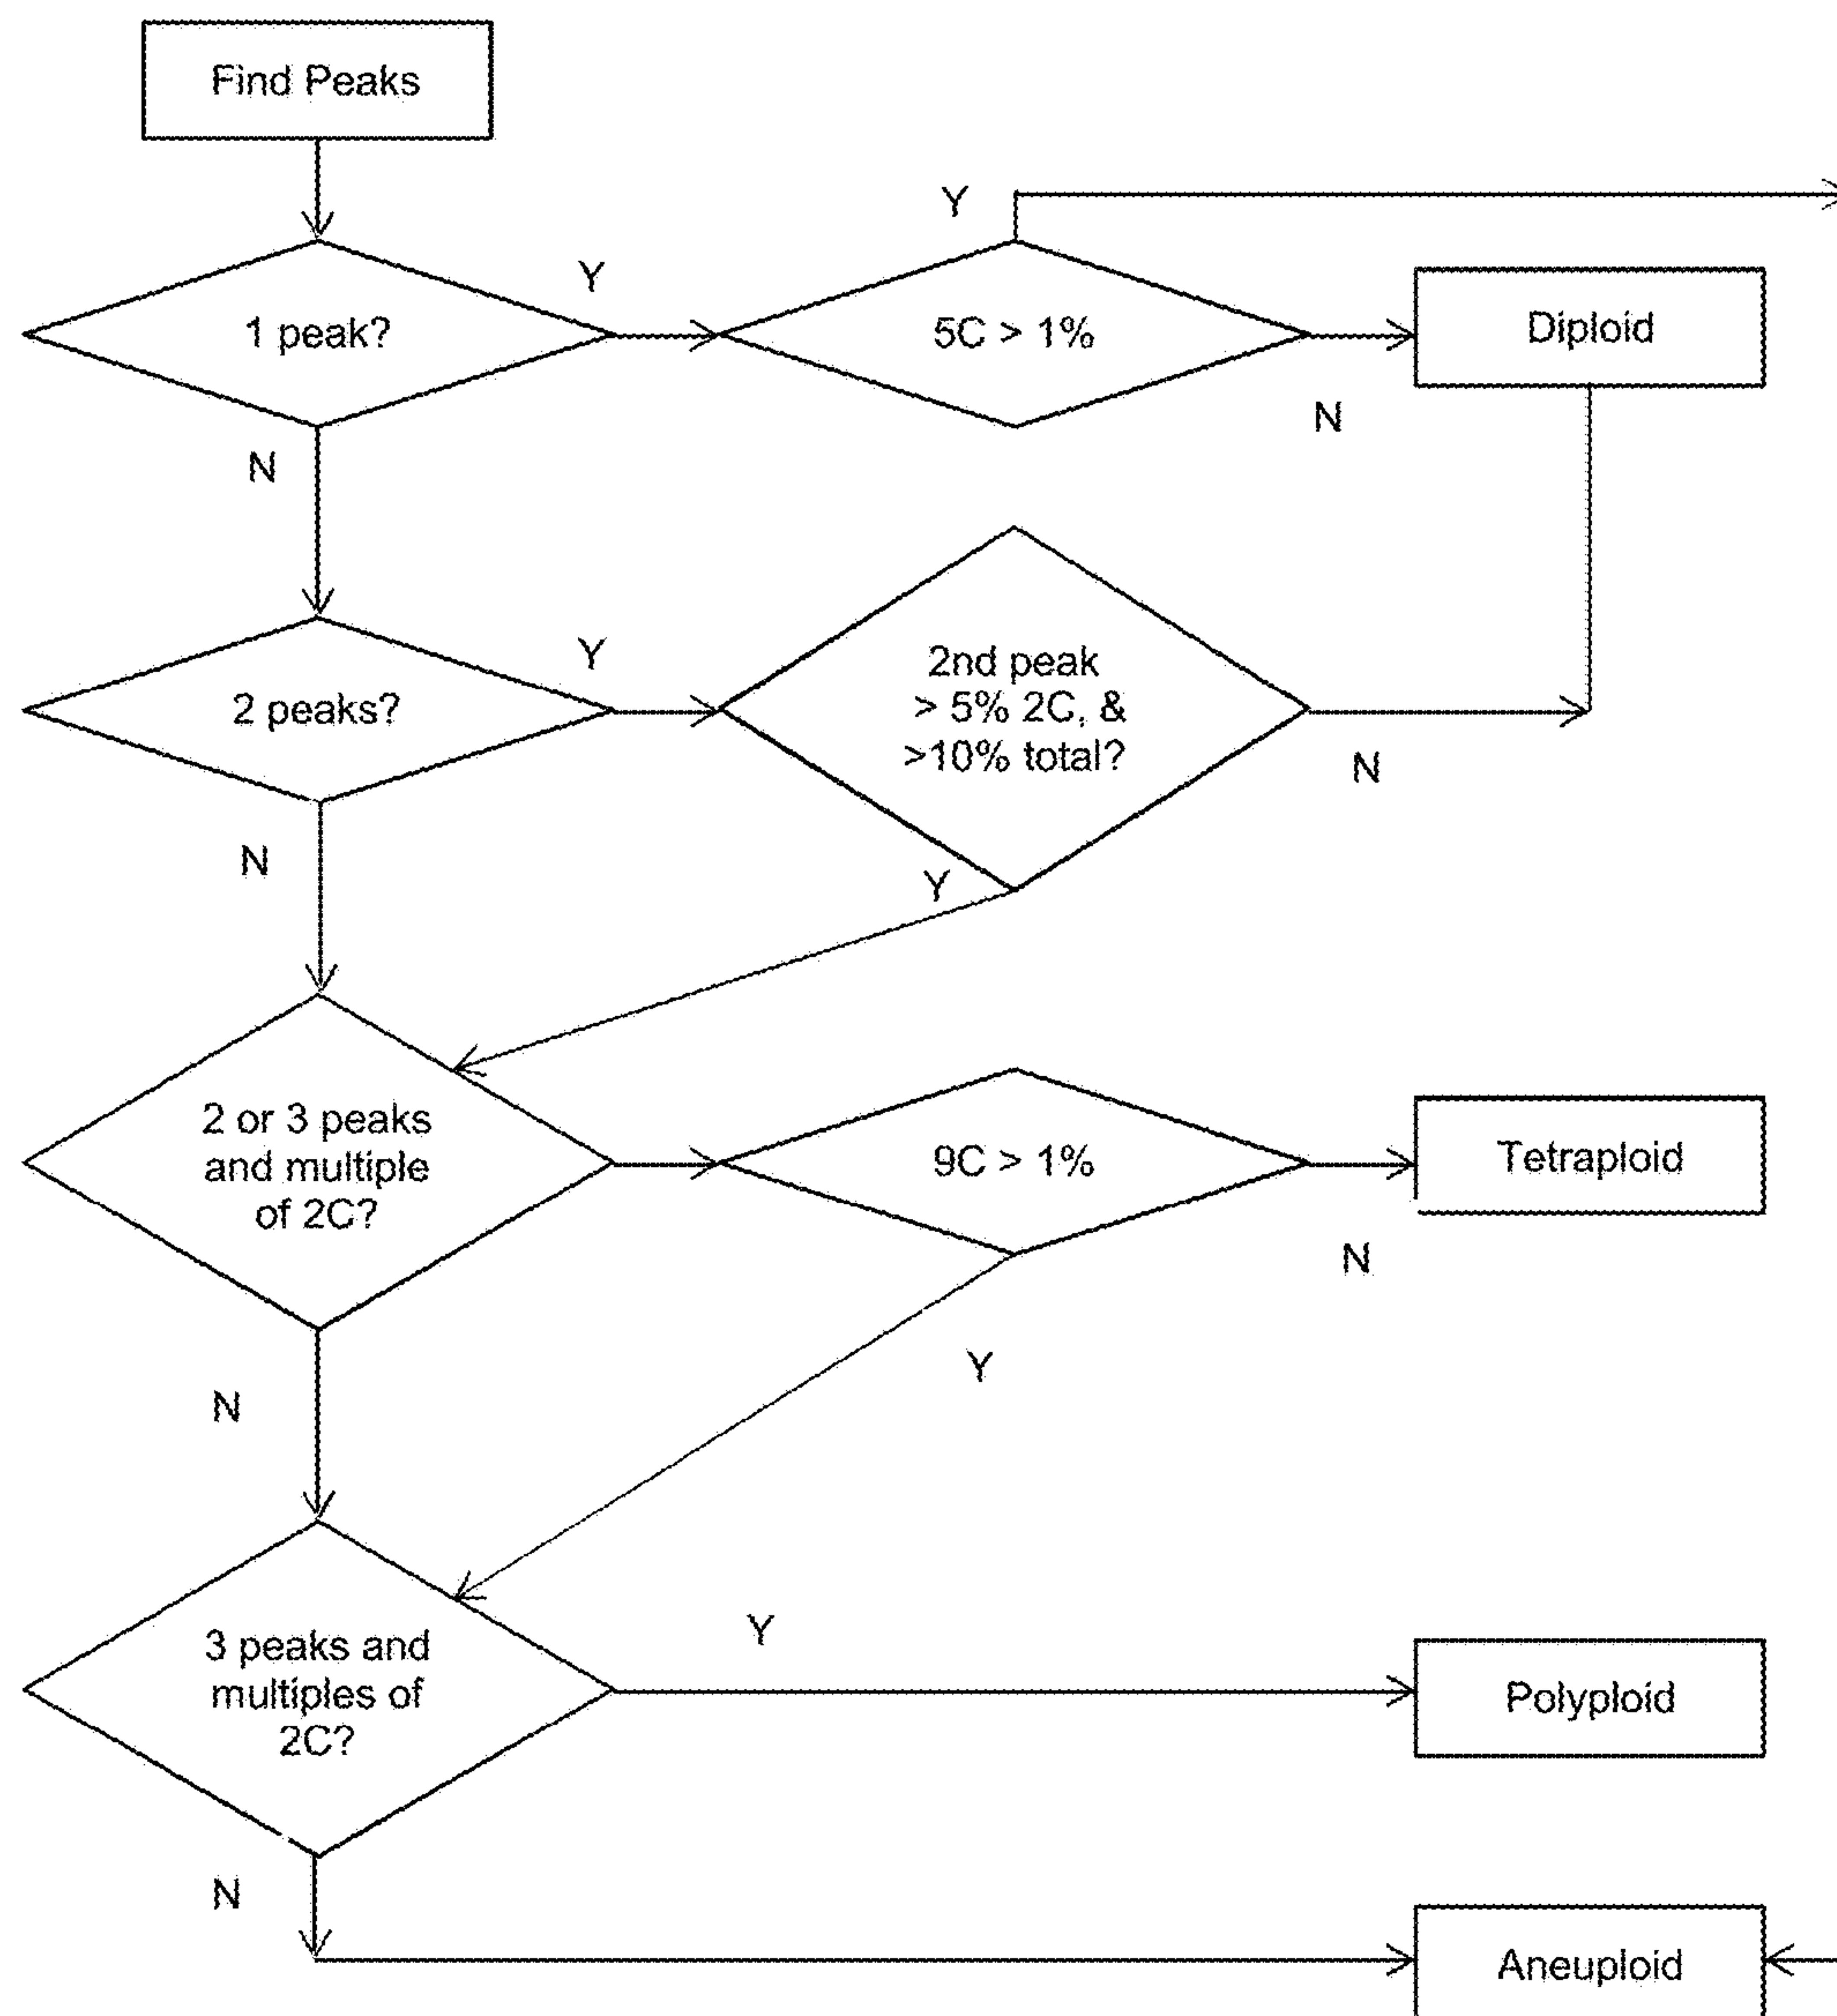 Find Peaks
Y
1 peak?
Y
5C > 1%
Diploid
N
N
2 peaks?
Y
2nd peak
> 5% 2C, &
>10% total?
N
N
Y
2 or 3 peaks
and multiple
of 2C?
9C > 1%
Tetraploid
N
Y
N
3 peaks and
multiples of
2C?
Y
Polyploid
N
Aneuploid